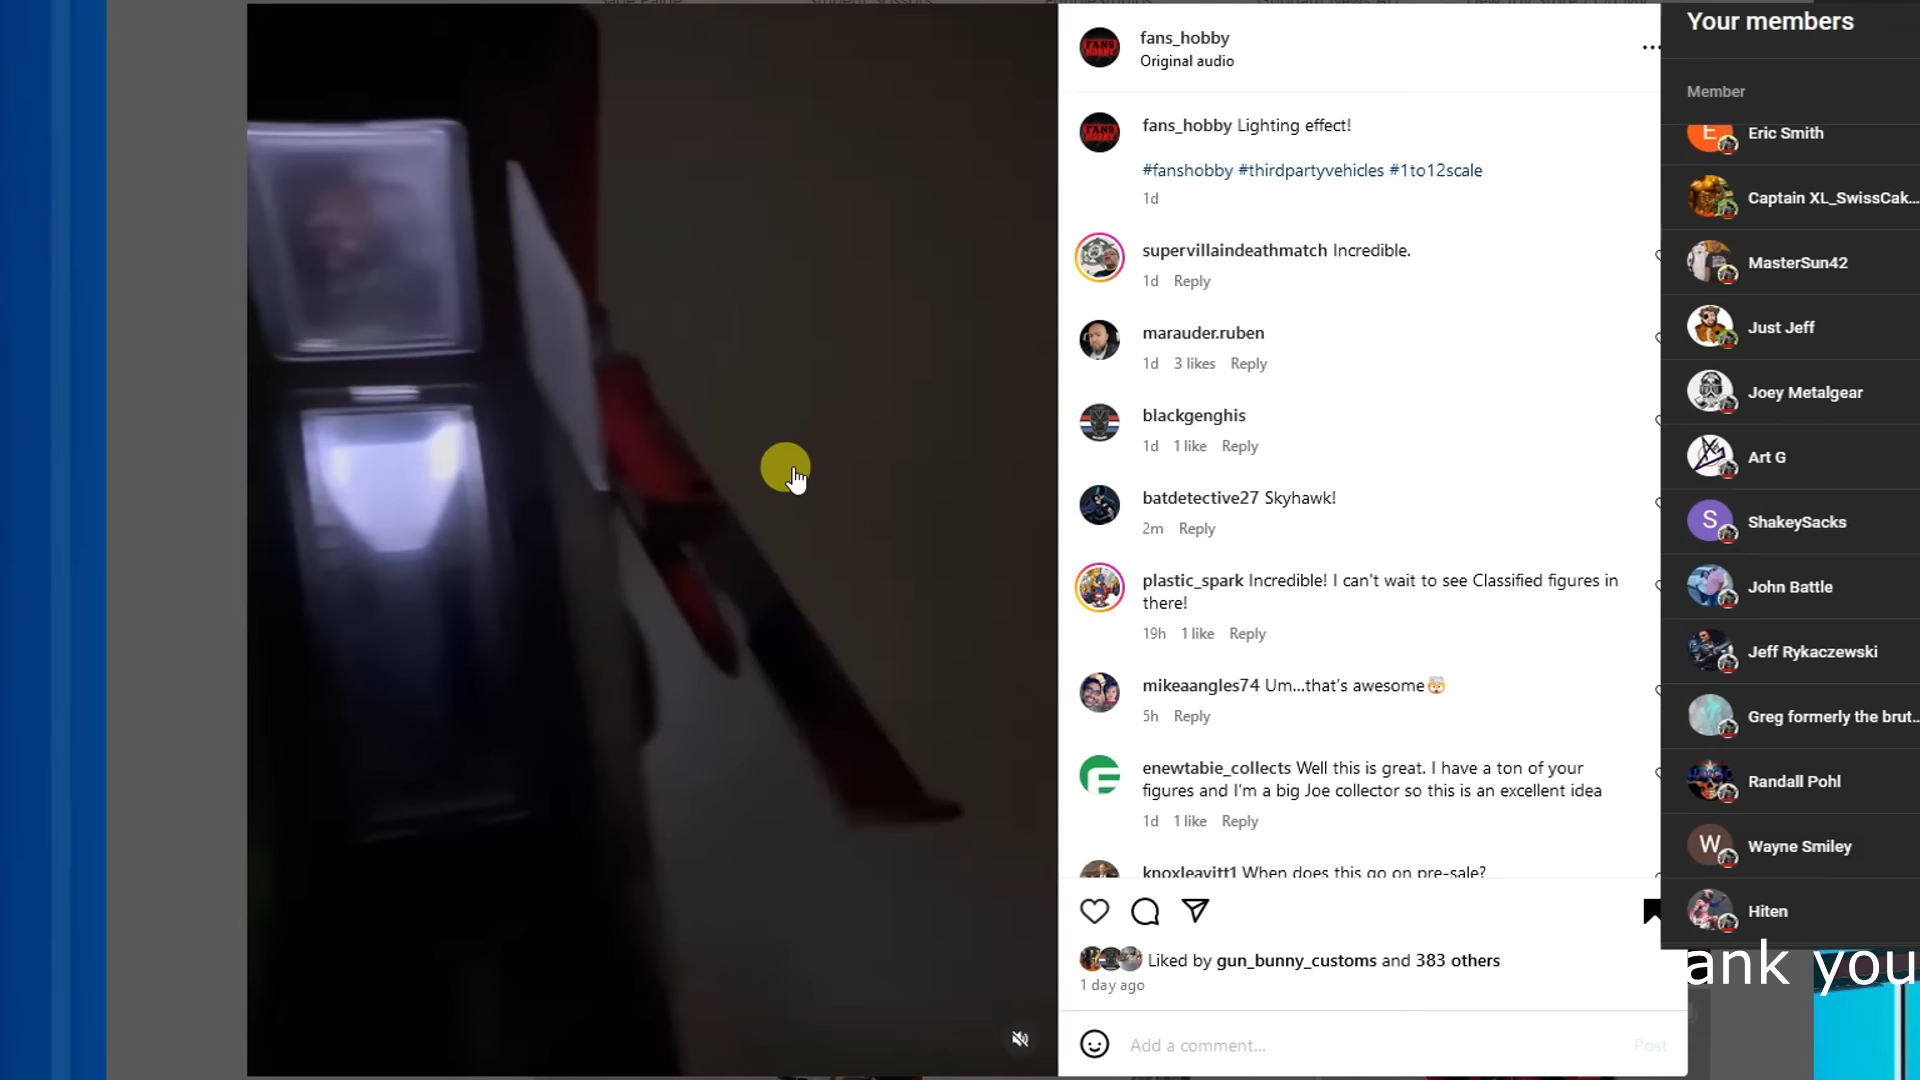 fans_hobby
Original audio
fans_hobby Lighting effect!
#fanshobby #thirdpartyvehicles #1to12scale
1d
supervillaindeathmatch Incredible.
1d Reply
marauder.ruben
1d 3 likes Reply
blackgenghis
1d 1 like Reply
batdetective27 Skyhawk!
2m Reply
plastic_spark Incredible! I can't wait to see Classified figures in
there!
19h 1 like Reply
mikeaangles74 Um...that's awesome🤯
5h Reply
enewtabie_collects Well this is great. I have a ton of your
figures and I'm a big Joe collector so this is an excellent idea
1d 1 like Reply
knoxleavitt1 When does this go on pre-sale?
Liked by gun_bunny_customs and 383 others
1 day ago
Add a comment...
Post
Your members
Member
E
Eric Smith
Captain XL_SwissCak...
MasterSun42
Just Jeff
Joey Metalgear
Art G
S
ShakeySacks
John Battle
Jeff Rykaczewski
Greg formerly the brut...
Randall Pohl
W
Wayne Smiley
Hiten
ank you